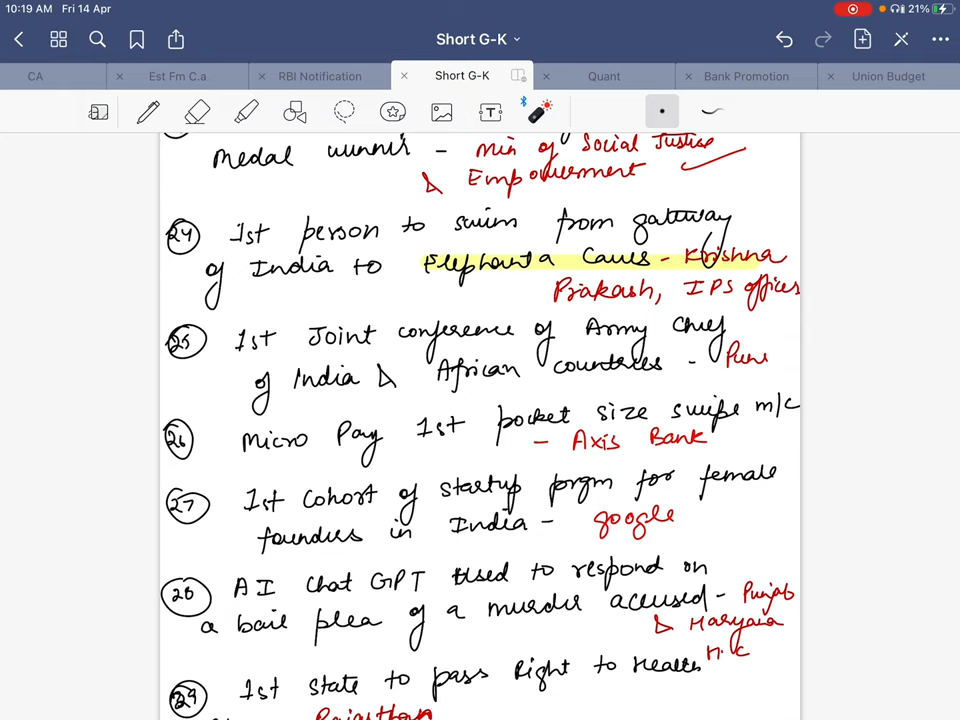 10:19 AM Fri 14 Apr
21%
Short G-K
CA
Est Fm C.a
RBI Notification
Short G-K
Quant
Bank Promotion
Union Budget
Medal winner - Min of Social Justice
& Empowerment
24 1st person to swim from gateway
of India to Elephanta Caves - Krishna
Prakash, IPS officer
25 1st Joint conference of Army Chief
of India & African countries - Pune
26 Micro Pay 1st pocket size swipe m/c
- Axis Bank
27 1st Cohort of startup prgm for female
founders in India - google
28 AI Chat GPT Used to respond on
a bail plea of a murder accused - Punjab
& Haryana
H.C
29 1st state to pass Right to Health
Rajasthan